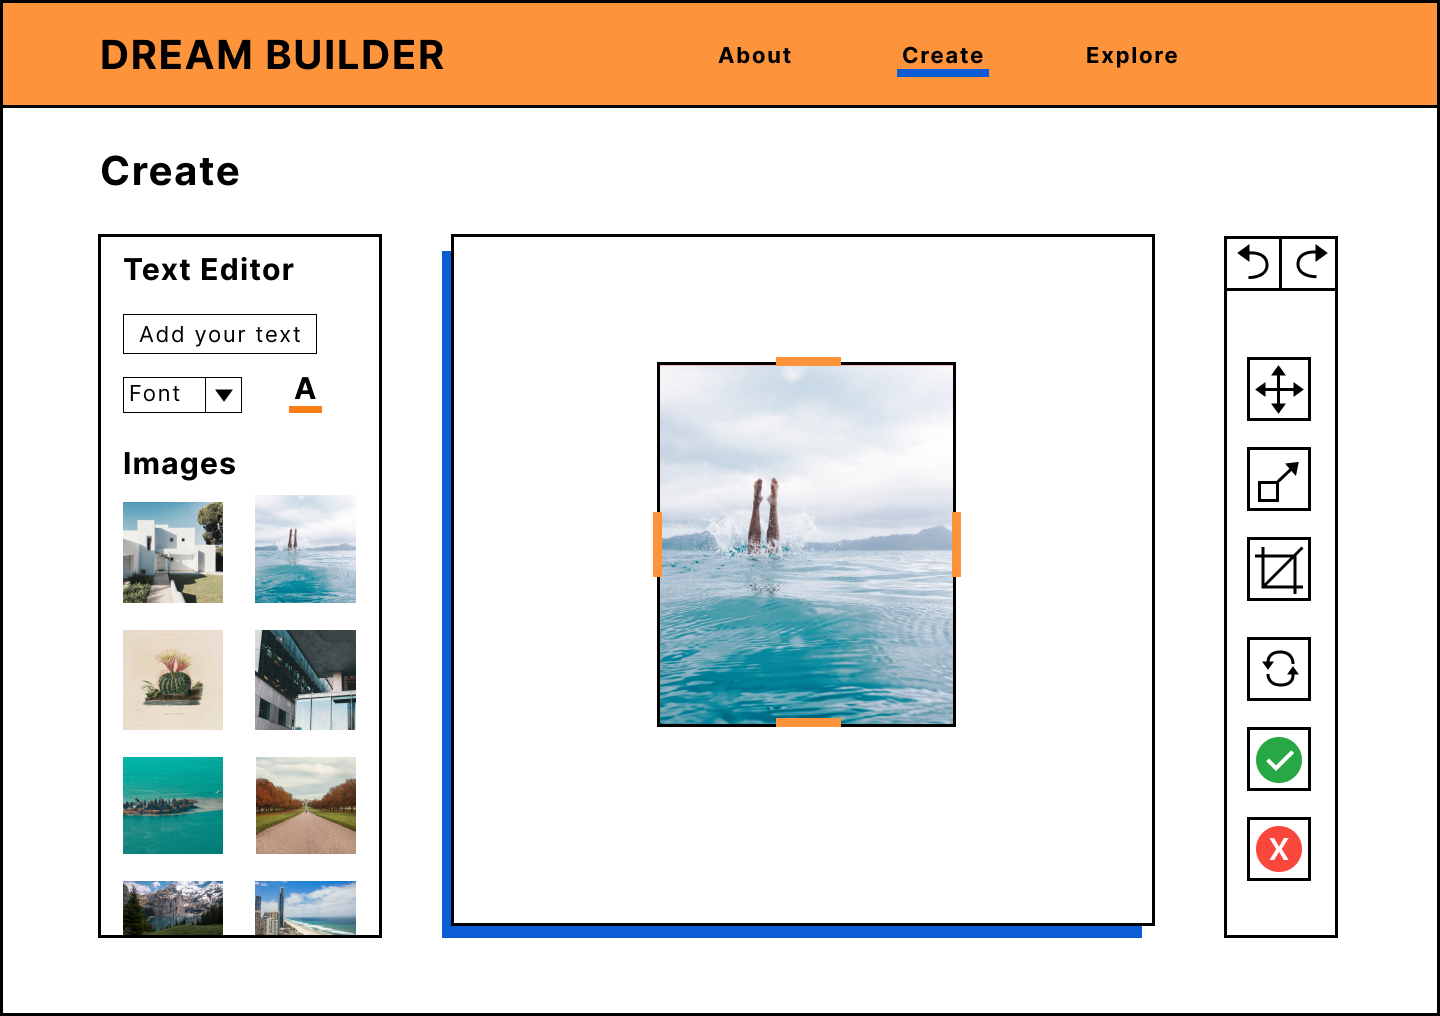 DREAM BUILDER
About
Create
Explore
Create
Text Editor
Add your text
Font
A
Images
X